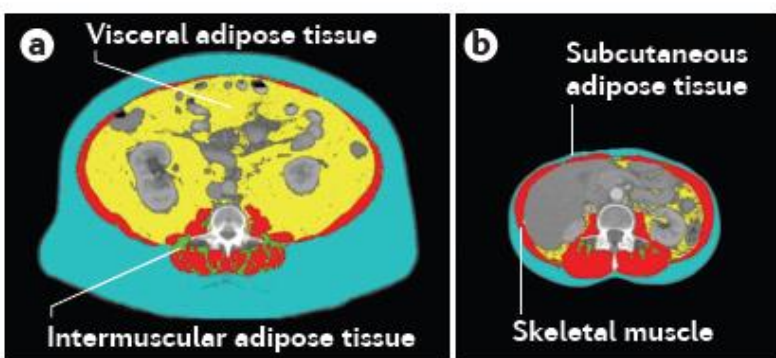 a
Visceral adipose tissue
Intermuscular adipose tissue
b
Subcutaneous
adipose tissue
Skeletal muscle